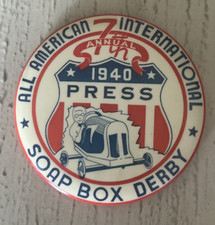 ALL AMERICAN INTERNATIONAL
7th
ANNUAL
1940
PRESS
SOAP BOX DERBY